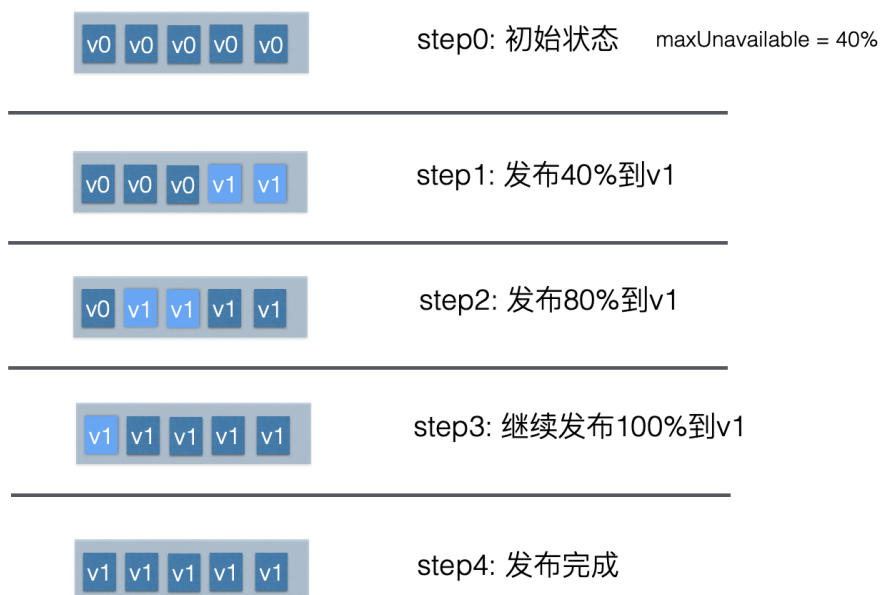 v0 v0 v0 v0 v0 step0: 初始状态 maxUnavailable = 40%
v0 v0 v0 v1 v1 step1: 发布40%到v1
v0 v1 v1 v1 v1 step2: 发布80%到v1
v1 v1 v1 v1 v1 step3: 继续发布100%到v1
v1 v1 v1 v1 v1 step4: 发布完成